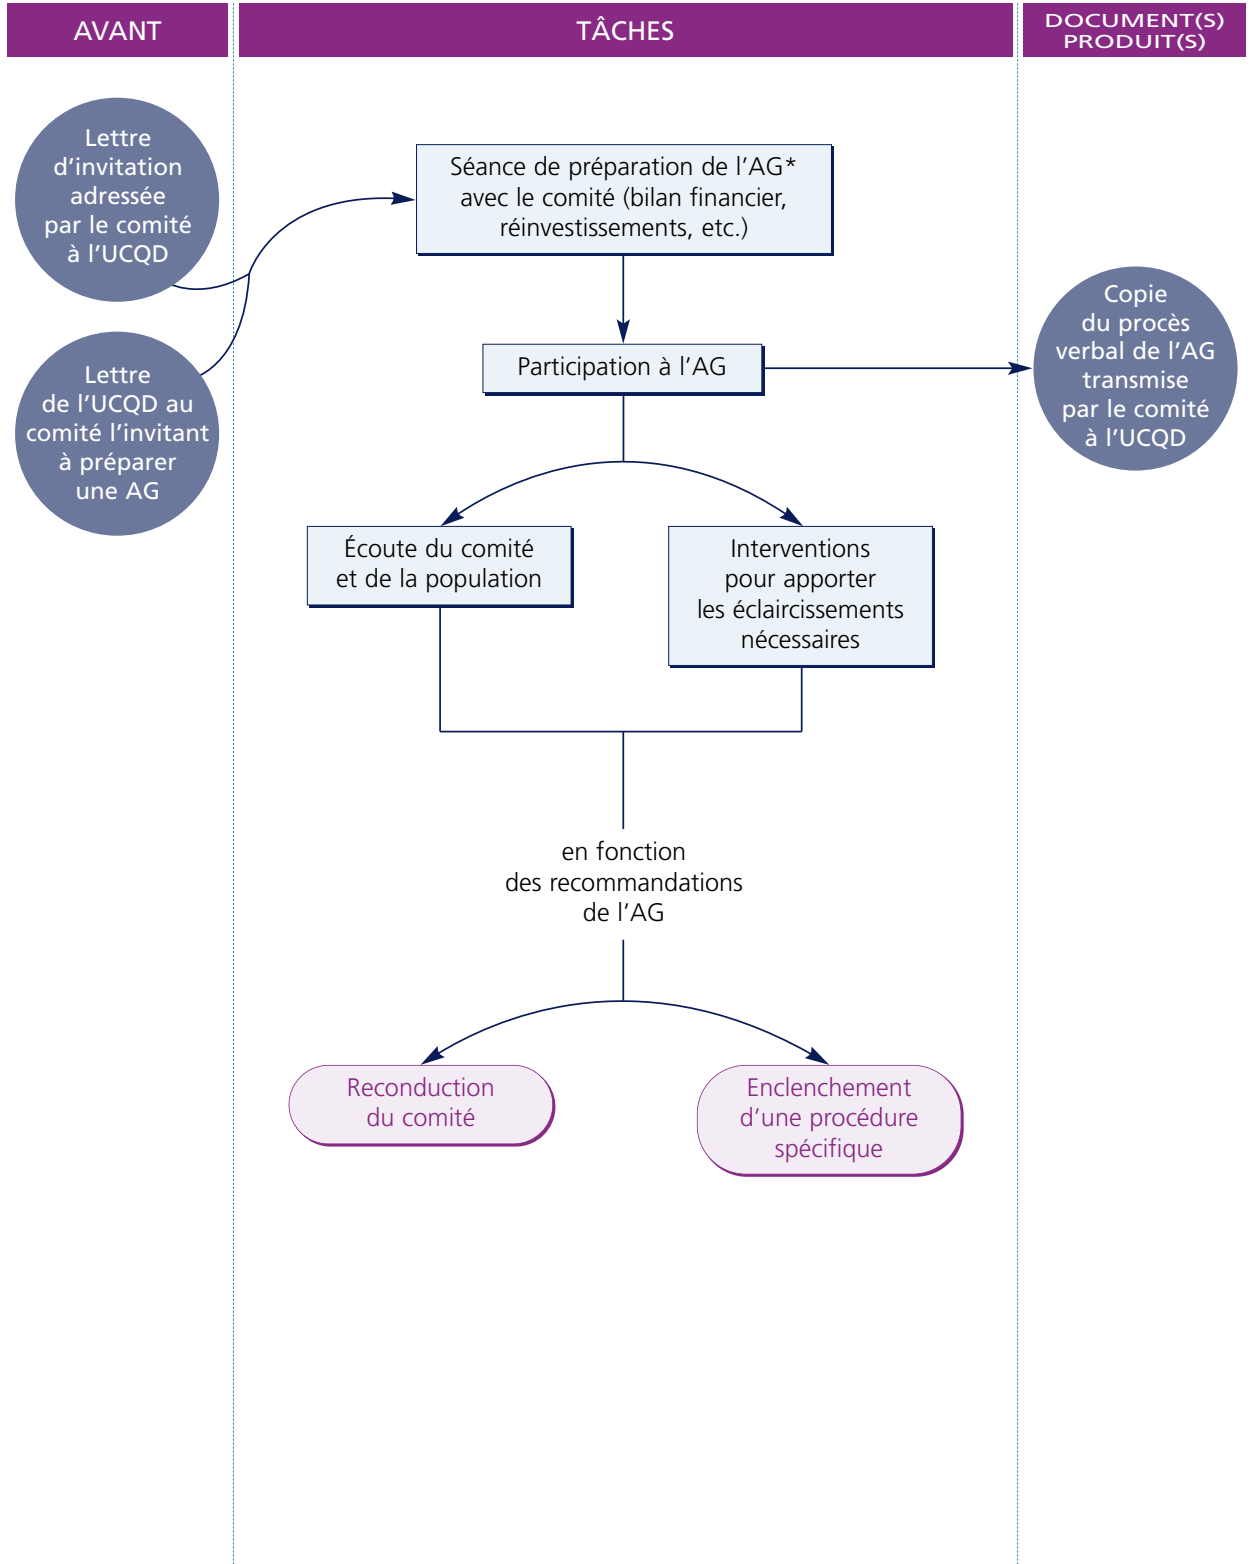 AVANT
TÂCHES
DOCUMENT(S)
PRODUIT(S)
Lettre
d'invitation
adressée
par le comité
à l'UCQD
Lettre
de l'UCQD au
comité l'invitant
à préparer
une AG
Séance de préparation de l'AG*
avec le comité (bilan financier,
réinvestissements, etc.)
Participation à l'AG
Copie
du procès
verbal de l'AG
transmise
par le comité
à l'UCQD
Écoute du comité
et de la population
Interventions
pour apporter
les éclaircissements
nécessaires
en fonction
des recommandations
de l'AG
Reconduction
du comité
Enclenchement
d'une procédure
spécifique